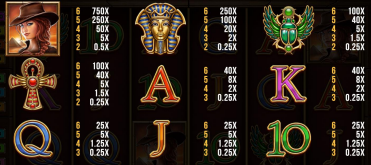 6 750X
5 100X
4 50X
3 5X
2 0.5X
6 250X
5 100X
4 20X
3 2X
2 0.25X
6 100X
5 40X
4 5X
3 1.5X
2 0.25X
6 100X
5 40X
4 5X
3 1.5X
2 0.25X
A
6 40X
5 8X
4 2X
3 0.25X
K
6 40X
5 8X
4 2X
3 0.25X
Q
6 25X
5 5X
4 1.25X
3 0.25X
J
6 25X
5 5X
4 1.25X
3 0.25X
10
6 25X
5 5X
4 1.25X
3 0.25X